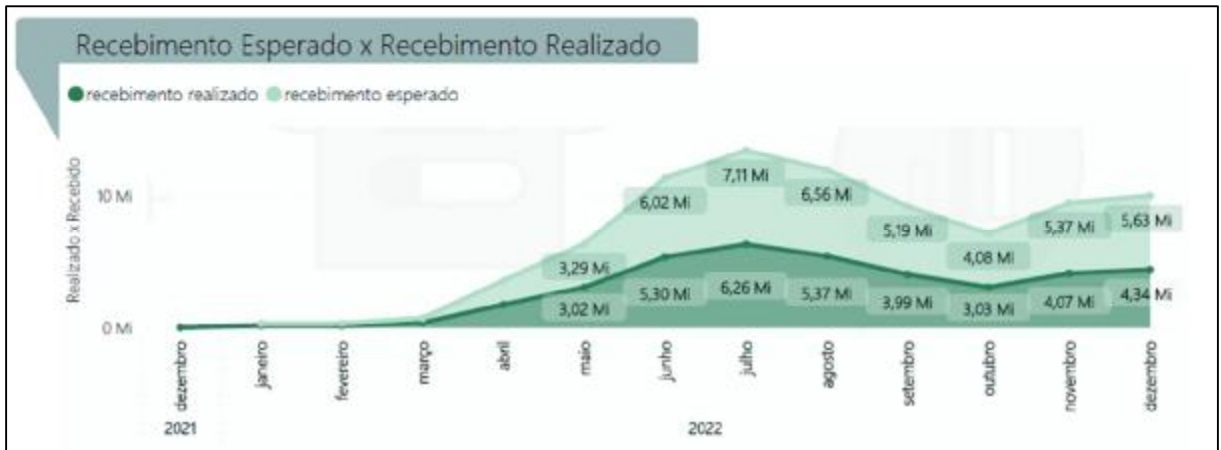 Recebimento Esperado x Recebimento Realizado
recebimento realizado recebimento esperado
Realizado x Recebido
10 Mi
0 Mi
3,29 Mi
6,02 Mi
7,11 Mi
6,56 Mi
5,19 Mi
4,08 Mi
5,37 Mi
5,63 Mi
3,02 Mi
5,30 Mi
6,26 Mi
5,37 Mi
3,99 Mi
3,03 Mi
4,07 Mi
4,34 Mi
dezembro
janeiro
fevereiro
março
abril
maio
junho
julho
agosto
setembro
outubro
novembro
dezembro
2021
2022